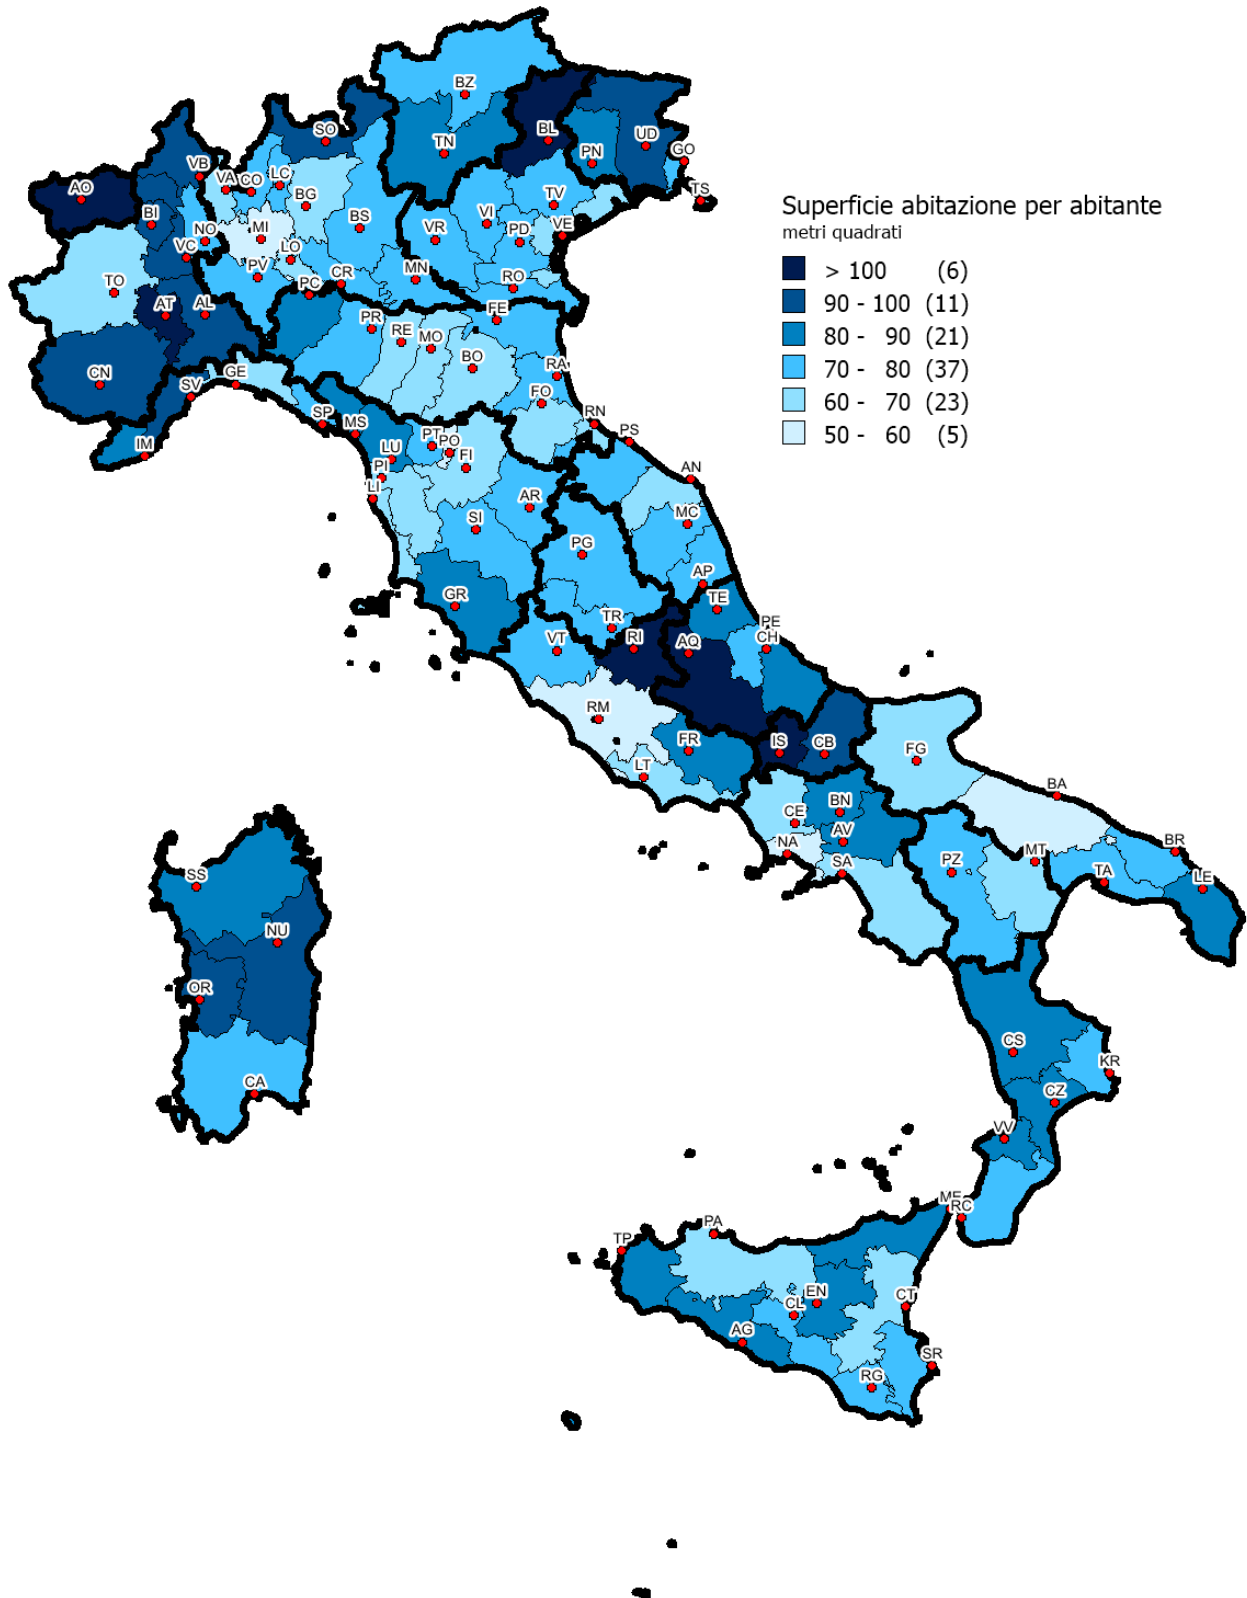 BZ
SO
TN
BL
UD
PN
GO
VB
VA
CO
LC
TS
AO
BG
TV
BI
BS
VI
VE
NO
MI
VR
PD
VC
LO
PV
MN
RO
TO
PC
CR
AT
AL
FE
PR
RE
MO
BO
RA
CN
GE
SV
FO
SP
MS
RN
PS
IM
LU
PT
PO
FI
PI
LI
AN
AR
SI
MC
PG
AP
GR
TE
TR
PE
VT
RI
AQ
CH
RM
FR
IS
CB
FG
LT
BA
BN
CE
AV
NA
SA
PZ
MT
BR
TA
LE
SS
NU
OR
CA
CS
KR
CZ
VV
ME
RC
PA
TP
EN
CL
CT
AG
SR
RG
Superficie abitazione per abitante
metri quadrati
> 100 (6)
90 - 100 (11)
80 - 90 (21)
70 - 80 (37)
60 - 70 (23)
50 - 60 (5)